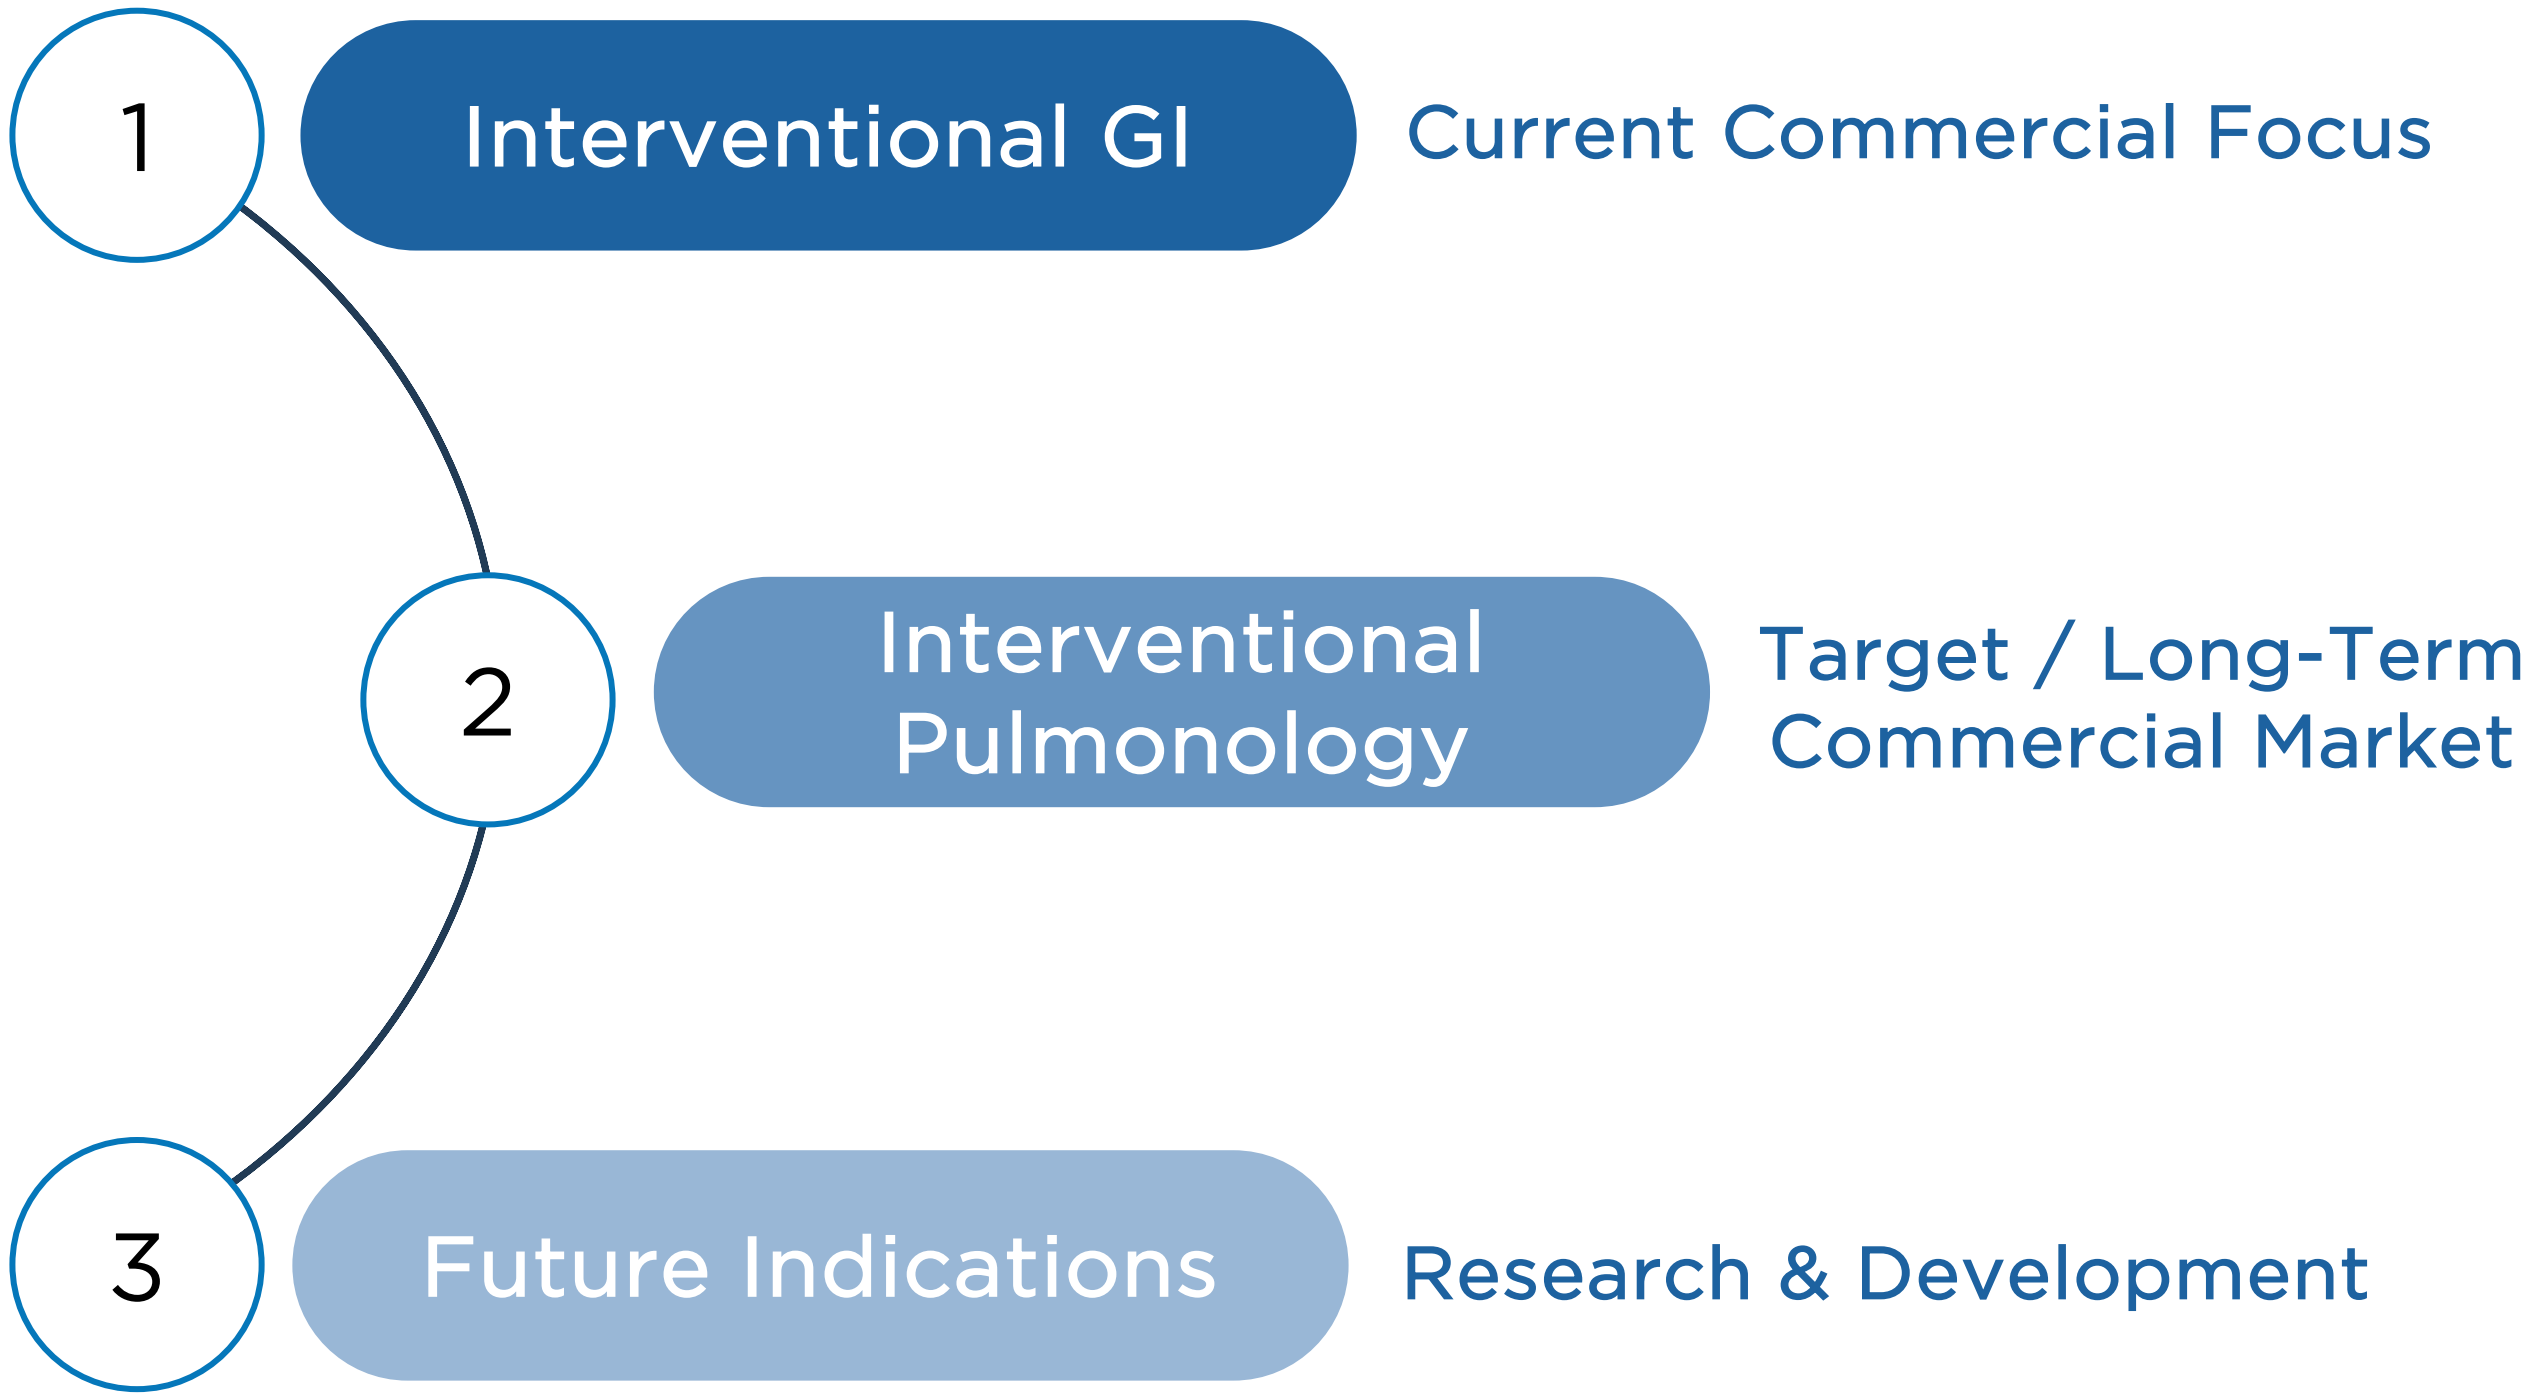 1
Interventional GI
Current Commercial Focus
2
Interventional
Pulmonology
Target / Long-Term
Commercial Market
3
Future Indications
Research & Development